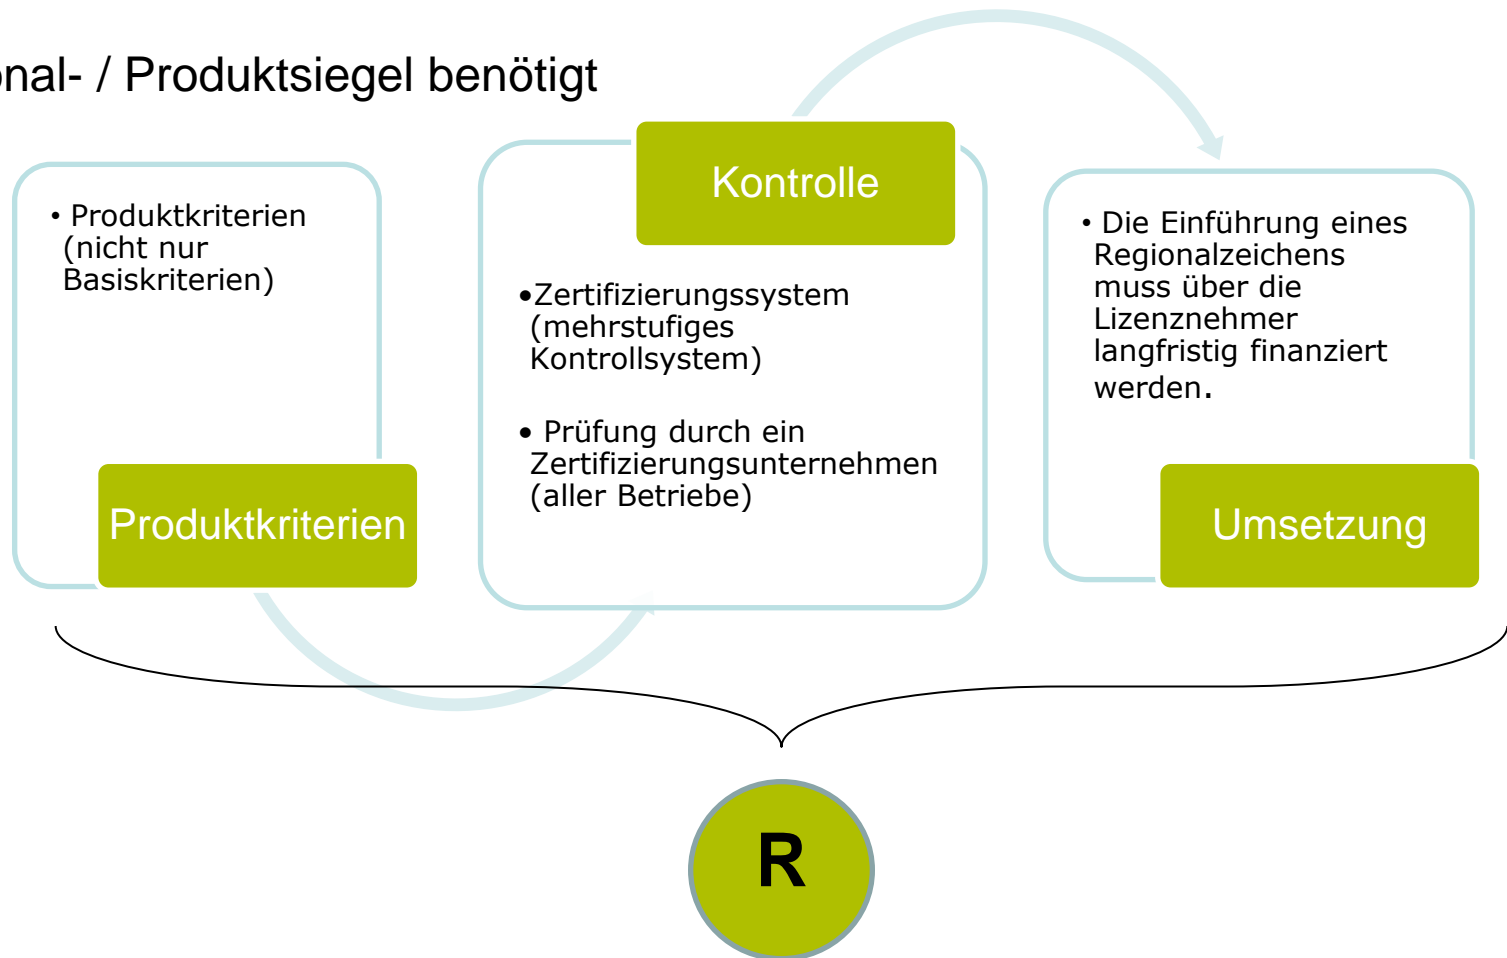 onal- / Produktsiegel benötigt
• Produktkriterien
(nicht nur
Basiskriterien)
Produktkriterien
Kontrolle
•Zertifizierungssystem
(mehrstufiges
Kontrollsystem)
• Prüfung durch ein
Zertifizierungsunternehmen
(aller Betriebe)
• Die Einführung eines
Regionalzeichens
muss über die
Lizenznehmer
langfristig finanziert
werden.
Umsetzung
R